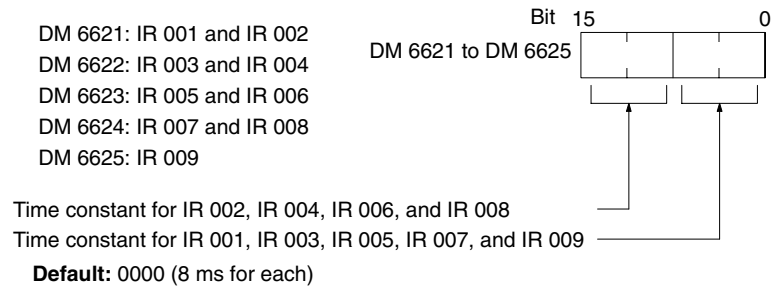 Bit 15 0
DM 6621 to DM 6625
DM 6621: IR 001 and IR 002
DM 6622: IR 003 and IR 004
DM 6623: IR 005 and IR 006
DM 6624: IR 007 and IR 008
DM 6625: IR 009
Time constant for IR 002, IR 004, IR 006, and IR 008
Time constant for IR 001, IR 003, IR 005, IR 007, and IR 009
Default: 0000 (8 ms for each)